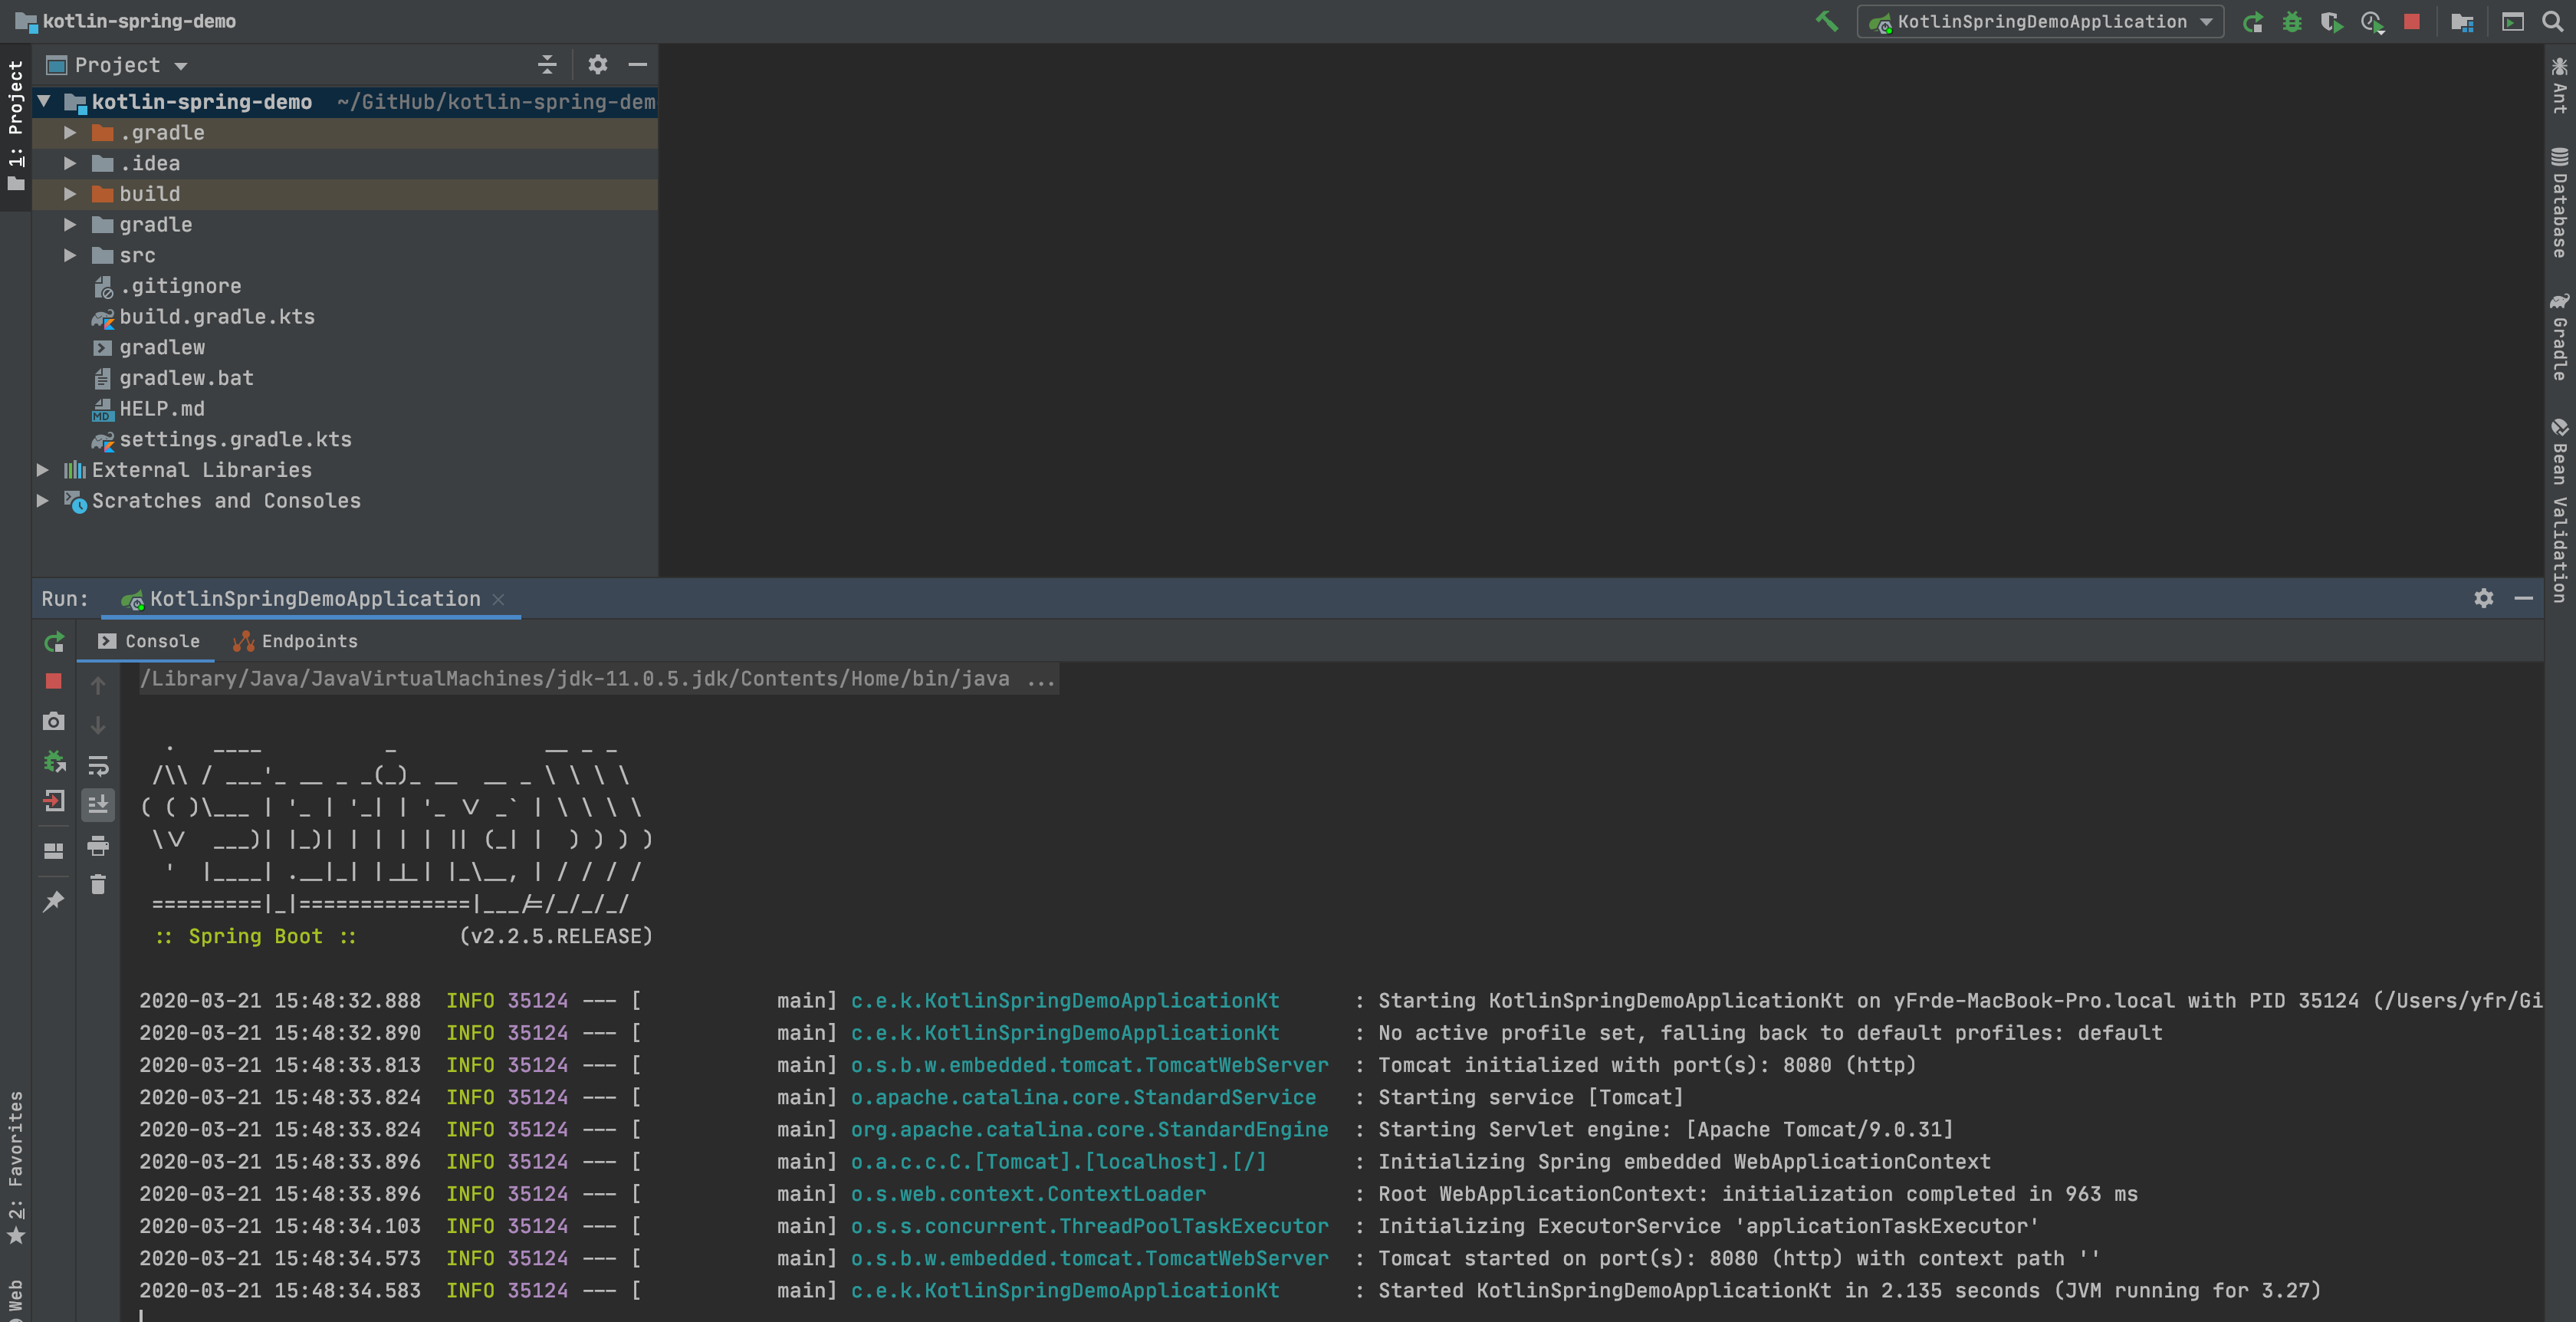 kotlin-spring-demo
KotlinSpringDemoApplication
Project
kotlin-spring-demo ~/GitHub/kotlin-spring-dem
.gradle
.idea
build
gradle
src
.gitignore
build.gradle.kts
gradlew
gradlew.bat
MD HELP.md
settings.gradle.kts
External Libraries
Scratches and Consoles
1: Project
2: Favorites
Web
Ant
Database
Gradle
Bean Validation
Run: KotlinSpringDemoApplication
Console Endpoints
/Library/Java/JavaVirtualMachines/jdk-11.0.5.jdk/Contents/Home/bin/java ...
  .   ____          _            __ _ _
 /\\ / ___'_ __ _ _(_)_ __  __ _ \ \ \ \
( ( )\___ | '_ | '_| | '_ \/ _` | \ \ \ \
 \\/  ___)| |_)| | | | | || (_| |  ) ) ) )
  '  |____| .__|_| |_|_| |_\__, | / / / /
 =========|_|==============|___/=/_/_/_/
:: Spring Boot :: (v2.2.5.RELEASE)
2020-03-21 15:48:32.888 INFO 35124 --- [ main] c.e.k.KotlinSpringDemoApplicationKt : Starting KotlinSpringDemoApplicationKt on yFrde-MacBook-Pro.local with PID 35124 (/Users/yfr/Gi
2020-03-21 15:48:32.890 INFO 35124 --- [ main] c.e.k.KotlinSpringDemoApplicationKt : No active profile set, falling back to default profiles: default
2020-03-21 15:48:33.813 INFO 35124 --- [ main] o.s.b.w.embedded.tomcat.TomcatWebServer : Tomcat initialized with port(s): 8080 (http)
2020-03-21 15:48:33.824 INFO 35124 --- [ main] o.apache.catalina.core.StandardService : Starting service [Tomcat]
2020-03-21 15:48:33.824 INFO 35124 --- [ main] org.apache.catalina.core.StandardEngine : Starting Servlet engine: [Apache Tomcat/9.0.31]
2020-03-21 15:48:33.896 INFO 35124 --- [ main] o.a.c.c.C.[Tomcat].[localhost].[/] : Initializing Spring embedded WebApplicationContext
2020-03-21 15:48:33.896 INFO 35124 --- [ main] o.s.web.context.ContextLoader : Root WebApplicationContext: initialization completed in 963 ms
2020-03-21 15:48:34.103 INFO 35124 --- [ main] o.s.s.concurrent.ThreadPoolTaskExecutor : Initializing ExecutorService 'applicationTaskExecutor'
2020-03-21 15:48:34.573 INFO 35124 --- [ main] o.s.b.w.embedded.tomcat.TomcatWebServer : Tomcat started on port(s): 8080 (http) with context path ''
2020-03-21 15:48:34.583 INFO 35124 --- [ main] c.e.k.KotlinSpringDemoApplicationKt : Started KotlinSpringDemoApplicationKt in 2.135 seconds (JVM running for 3.27)